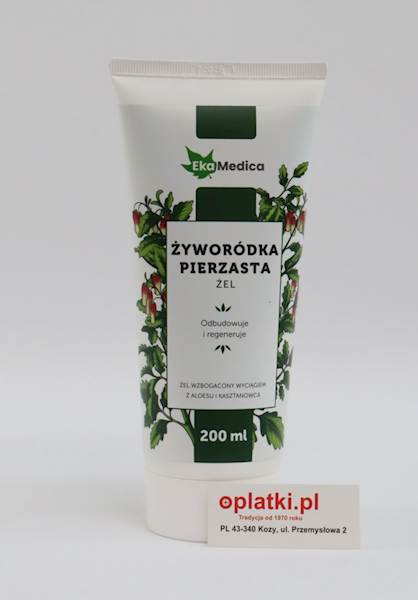 EkaMedica
ŻYWORÓDKA
PIERZASTA
ŻEL
Odbudowuje
i regeneruje
ŻEL WZBOGACONY WYCIĄGIEM
Z ALOESU I KASZTANOWCA
200 ml
oplatki.pl
Tradycja od 1970 roku
PL 43-340 Kozy, ul. Przemysłowa 2